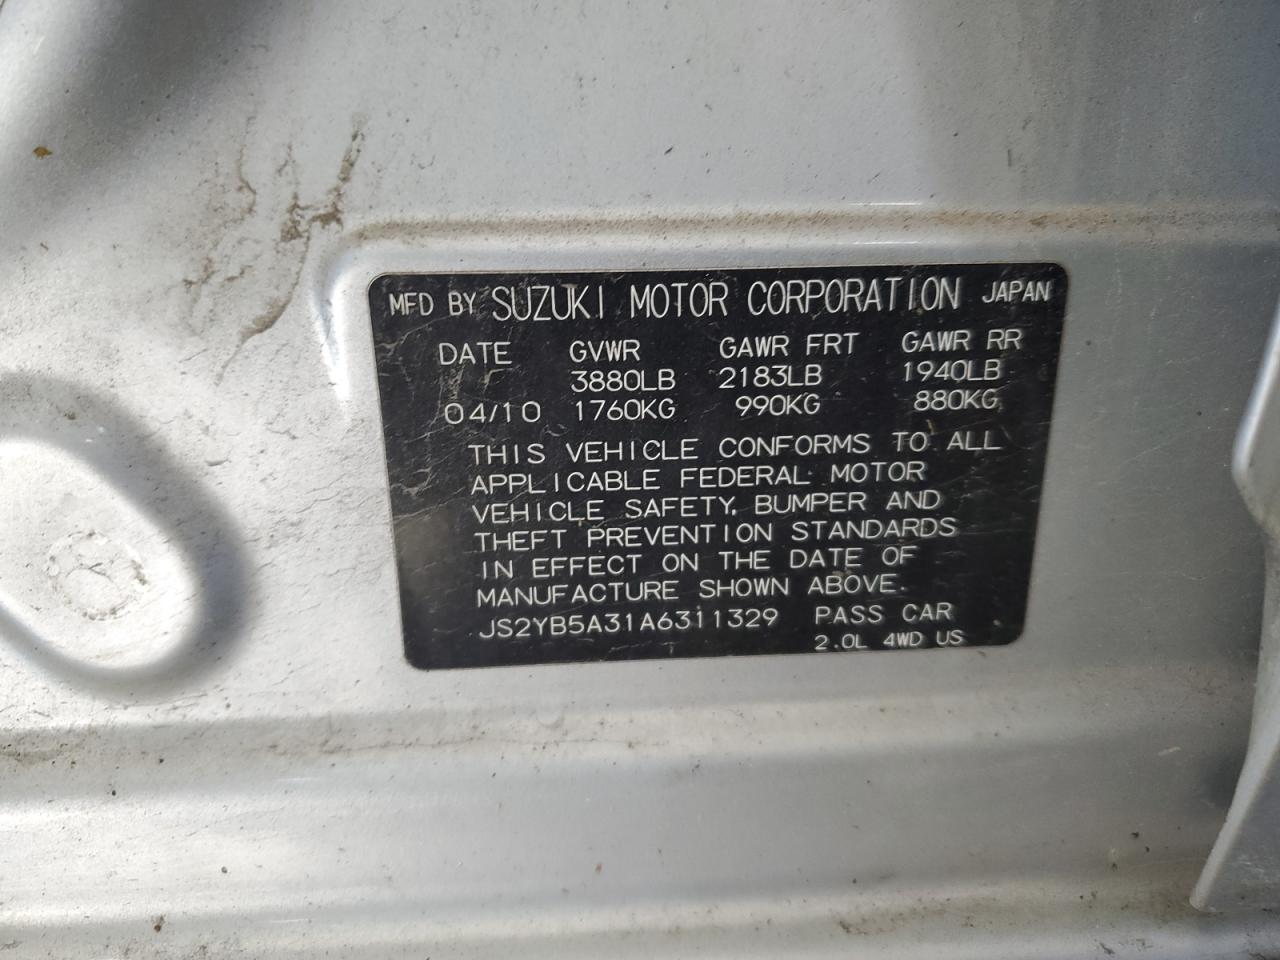 MFD BY SUZUKI MOTOR CORPORATION JAPAN
DATE GVWR GAWR FRT GAWR RR
3880LB 2183LB 1940LB
04/10 1760KG 990KG 880KG
THIS VEHICLE CONFORMS TO ALL
APPLICABLE FEDERAL MOTOR
VEHICLE SAFETY, BUMPER AND
THEFT PREVENTION STANDARDS
IN EFFECT ON THE DATE OF
MANUFACTURE SHOWN ABOVE.
JS2YB5A31A6311329 PASS CAR
2.0L 4WD US